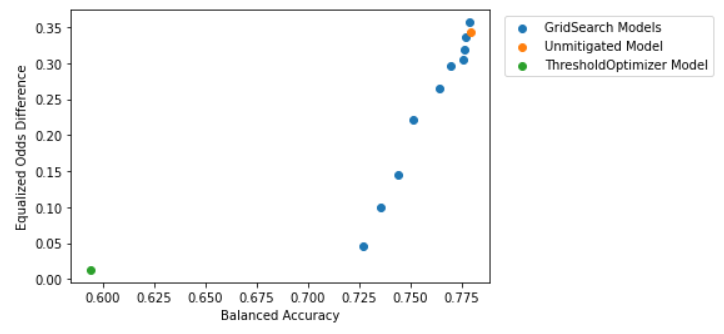 0.35
0.30
0.25
0.20
0.15
0.10
0.05
0.00
Equalized Odds Difference
0.600 0.625 0.650 0.675 0.700 0.725 0.750 0.775
Balanced Accuracy
GridSearch Models
Unmitigated Model
ThresholdOptimizer Model